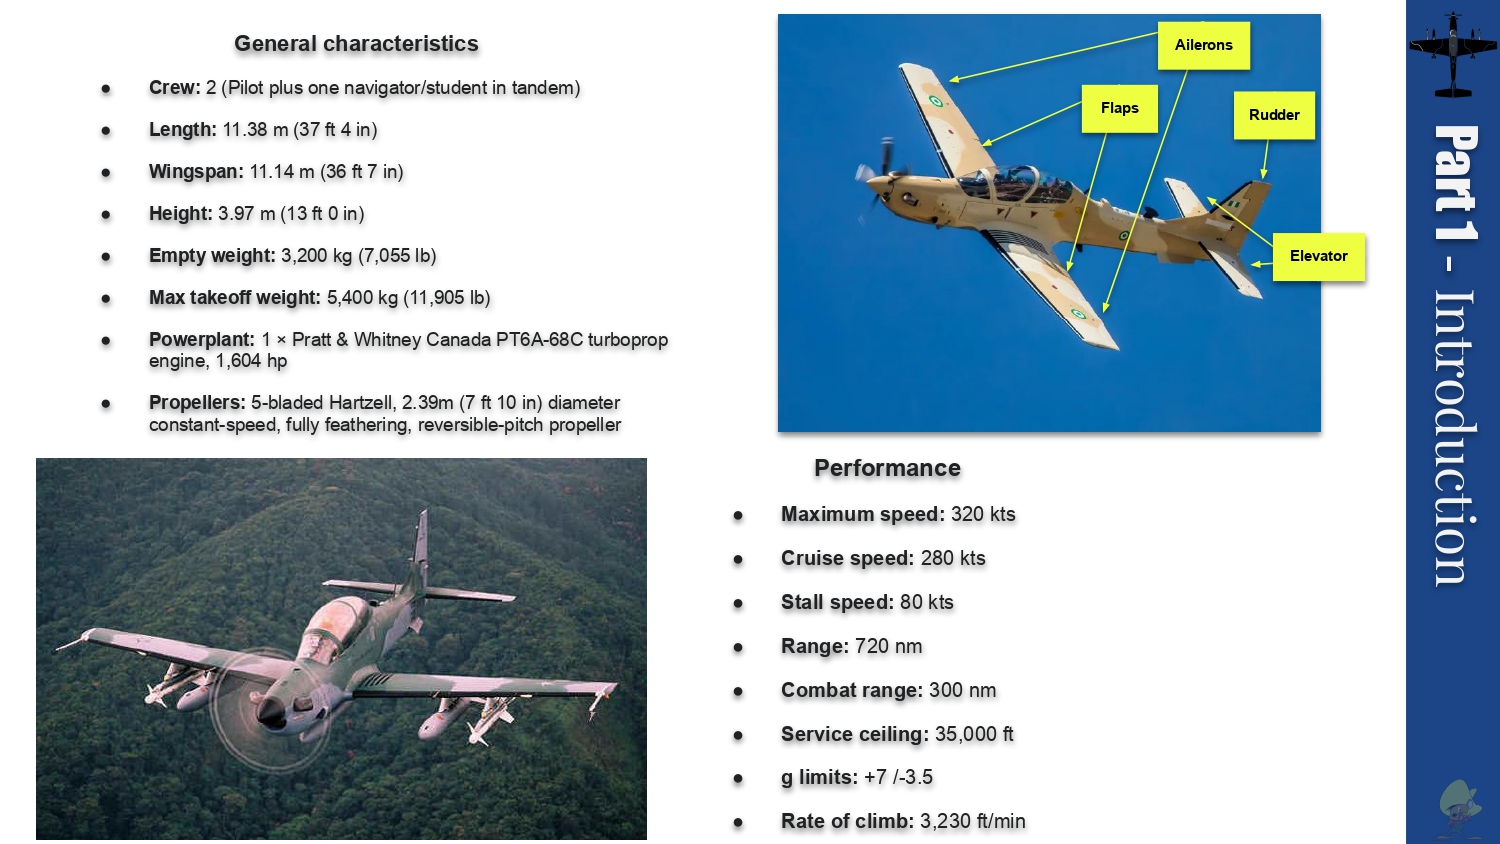 General characteristics
● Crew: 2 (Pilot plus one navigator/student in tandem)
● Length: 11.38 m (37 ft 4 in)
● Wingspan: 11.14 m (36 ft 7 in)
● Height: 3.97 m (13 ft 0 in)
● Empty weight: 3,200 kg (7,055 lb)
● Max takeoff weight: 5,400 kg (11,905 lb)
● Powerplant: 1 × Pratt & Whitney Canada PT6A-68C turboprop
engine, 1,604 hp
● Propellers: 5-bladed Hartzell, 2.39m (7 ft 10 in) diameter
constant-speed, fully feathering, reversible-pitch propeller
Ailerons
Flaps
Rudder
Elevator
Performance
● Maximum speed: 320 kts
● Cruise speed: 280 kts
● Stall speed: 80 kts
● Range: 720 nm
● Combat range: 300 nm
● Service ceiling: 35,000 ft
● g limits: +7 /-3.5
● Rate of climb: 3,230 ft/min
Part 1 - Introduction